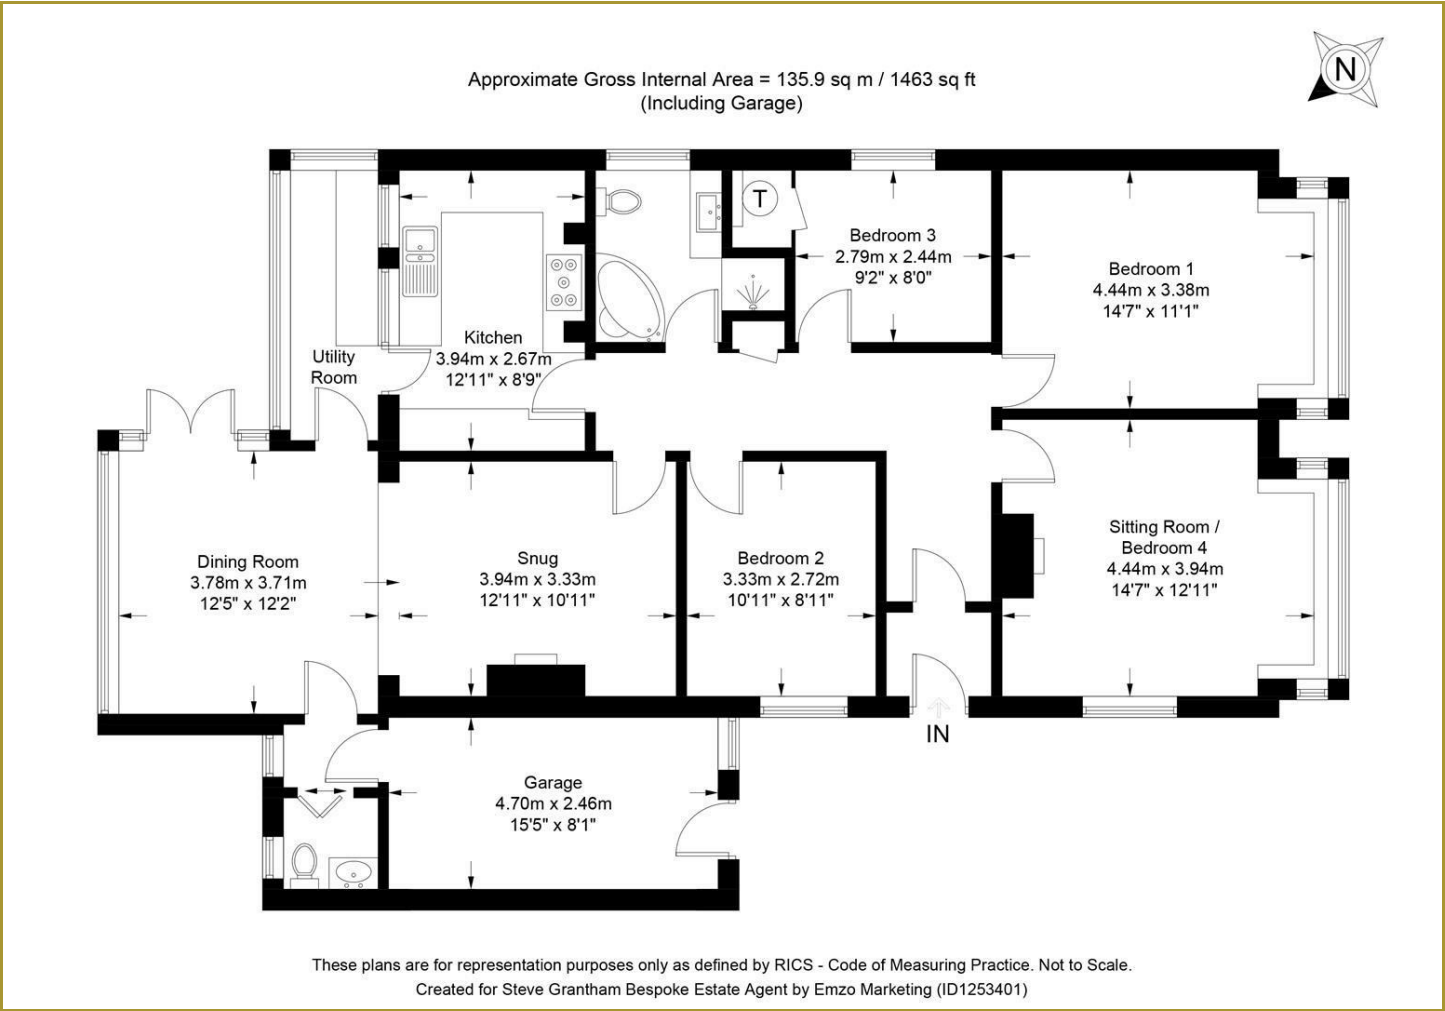 Approximate Gross Internal Area = 135.9 sq m / 1463 sq ft
(Including Garage)
N
T
Bedroom 3
2.79m x 2.44m
9'2" x 8'0"
Bedroom 1
4.44m x 3.38m
14'7" x 11'1"
Kitchen
3.94m x 2.67m
12'11" x 8'9"
Utility
Room
Dining Room
3.78m x 3.71m
12'5" x 12'2"
Snug
3.94m x 3.33m
12'11" x 10'11"
Bedroom 2
3.33m x 2.72m
10'11" x 8'11"
Sitting Room /
Bedroom 4
4.44m x 3.94m
14'7" x 12'11"
IN
Garage
4.70m x 2.46m
15'5" x 8'1"
These plans are for representation purposes only as defined by RICS - Code of Measuring Practice. Not to Scale.
Created for Steve Grantham Bespoke Estate Agent by Emzo Marketing (ID1253401)